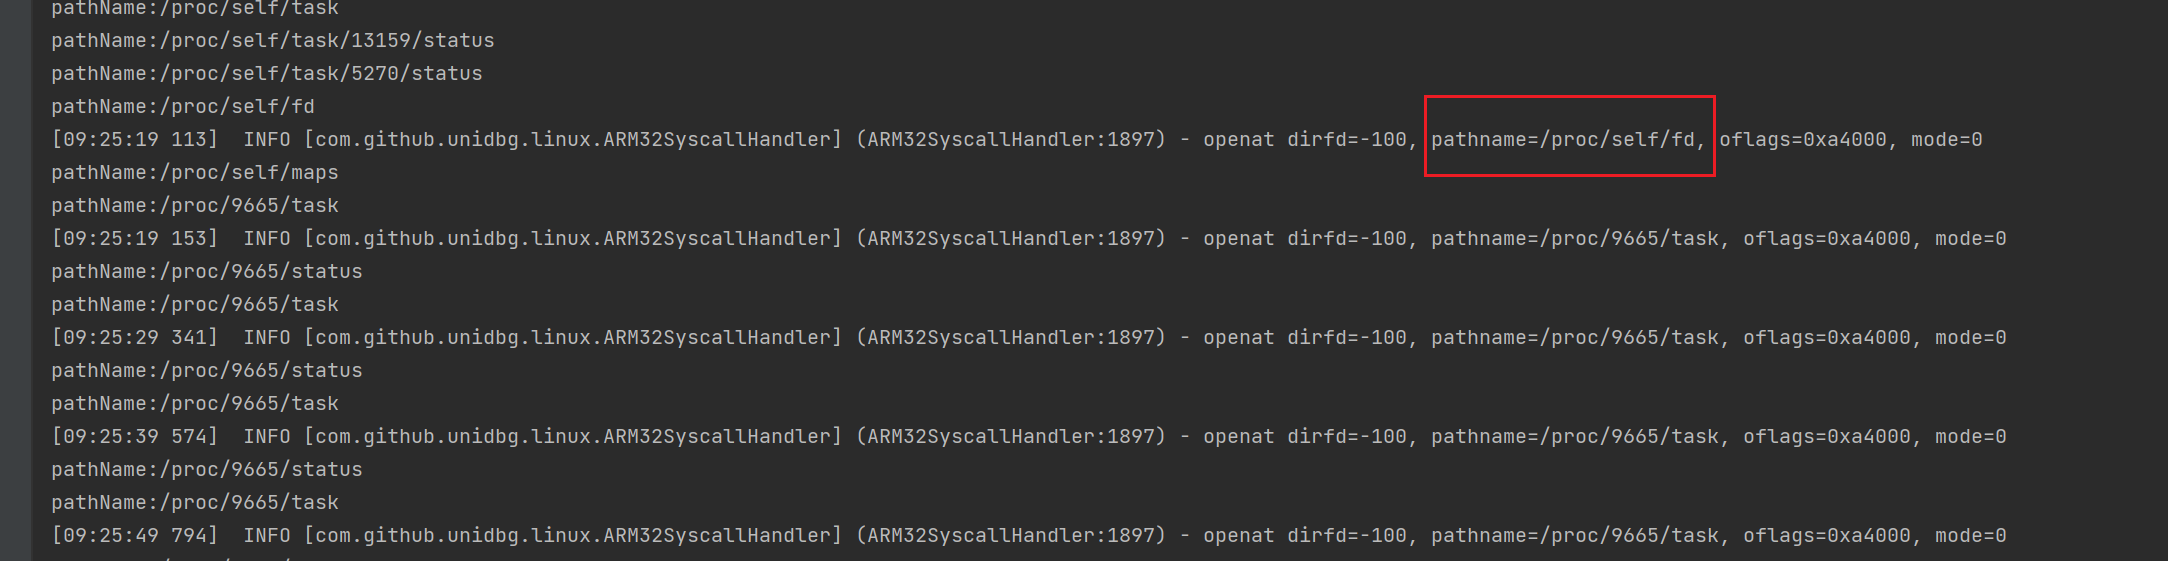 pathName:/proc/self/task
pathName:/proc/self/task/13159/status
pathName:/proc/self/task/5270/status
pathName:/proc/self/fd
[09:25:19 113]  INFO [com.github.unidbg.linux.ARM32SyscallHandler] (ARM32SyscallHandler:1897) - openat dirfd=-100, pathname=/proc/self/fd, oflags=0xa4000, mode=0
pathName:/proc/self/maps
pathName:/proc/9665/task
[09:25:19 153]  INFO [com.github.unidbg.linux.ARM32SyscallHandler] (ARM32SyscallHandler:1897) - openat dirfd=-100, pathname=/proc/9665/task, oflags=0xa4000, mode=0
pathName:/proc/9665/status
pathName:/proc/9665/task
[09:25:29 341]  INFO [com.github.unidbg.linux.ARM32SyscallHandler] (ARM32SyscallHandler:1897) - openat dirfd=-100, pathname=/proc/9665/task, oflags=0xa4000, mode=0
pathName:/proc/9665/status
pathName:/proc/9665/task
[09:25:39 574]  INFO [com.github.unidbg.linux.ARM32SyscallHandler] (ARM32SyscallHandler:1897) - openat dirfd=-100, pathname=/proc/9665/task, oflags=0xa4000, mode=0
pathName:/proc/9665/status
pathName:/proc/9665/task
[09:25:49 794]  INFO [com.github.unidbg.linux.ARM32SyscallHandler] (ARM32SyscallHandler:1897) - openat dirfd=-100, pathname=/proc/9665/task, oflags=0xa4000, mode=0